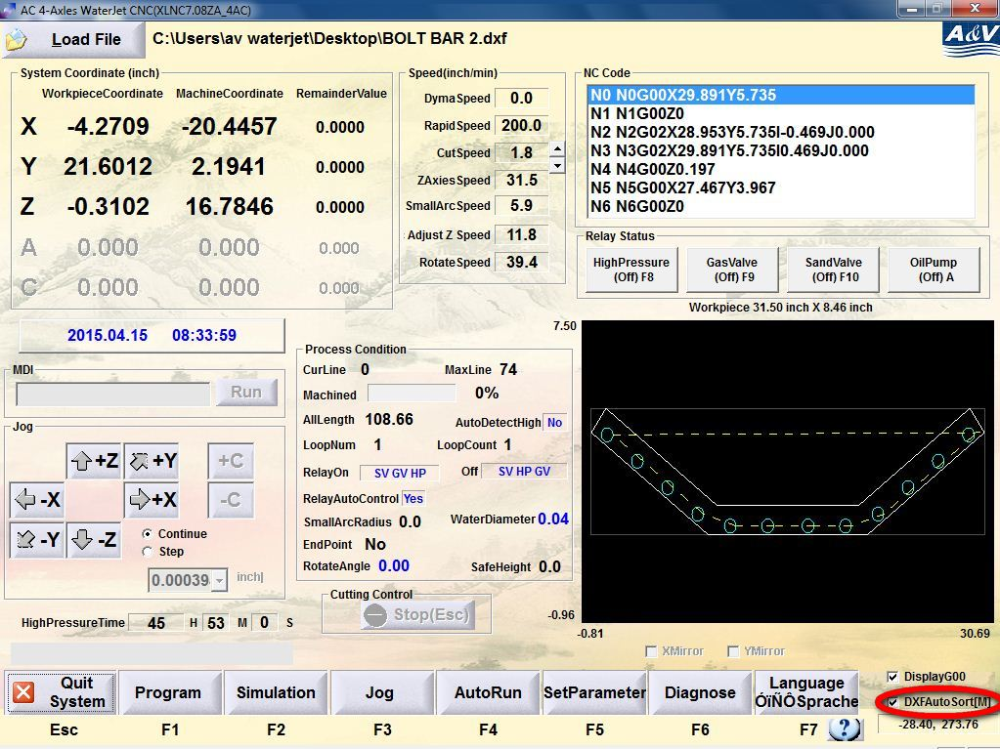 AC 4-Axles WaterJet CNC(XLNC7.08ZA_4AC)
Load File C:\Users\av waterjet\Desktop\BOLT BAR 2.dxf
A&V
System Coordinate (inch)
WorkpieceCoordinate MachineCoordinate RemainderValue
X -4.2709 -20.4457 0.0000
Y 21.6012 2.1941 0.0000
Z -0.3102 16.7846 0.0000
A 0.000 0.000 0.000
C 0.000 0.000 0.000
Speed(inch/min)
DymaSpeed 0.0
RapidSpeed 200.0
CutSpeed 1.8
ZAxiesSpeed 31.5
SmallArcSpeed 5.9
Adjust Z Speed 11.8
RotateSpeed 39.4
NC Code
N0 N0G00X29.891Y5.735
N1 N1G00Z0
N2 N2G02X28.953Y5.735I-0.469J0.000
N3 N3G02X29.891Y5.735I0.469J0.000
N4 N4G00Z0.197
N5 N5G00X27.467Y3.967
N6 N6G00Z0
Relay Status
HighPressure GasValve SandValve OilPump
(Off) F8 (Off) F9 (Off) F10 (Off) A
Workpiece 31.50 inch X 8.46 inch
7.50
2015.04.15 08:33:59
MDI
Run
Jog
+Z +Y +C
-X +X -C
-Y -Z
Continue
Step
0.00039 inch]
HighPressureTime 45 H 53 M 0 S
Process Condition
CurLine 0 MaxLine 74
Machined 0%
AllLength 108.66 AutoDetectHigh No
LoopNum 1 LoopCount 1
RelayOn SV GV HP Off SV HP GV
RelayAutoControl Yes
SmallArcRadius 0.0 WaterDiameter 0.04
EndPoint No
RotateAngle 0.00 SafeHeight 0.0
Cutting Control
Stop(Esc)
-0.96
-0.81 30.69
XMirror YMirror
Quit System Program Simulation Jog AutoRun SetParameter Diagnose Language ÓïÑÔSprache
Esc F1 F2 F3 F4 F5 F6 F7 ?
DisplayG00
DXFAutoSort[M]
-28.40, 273.76